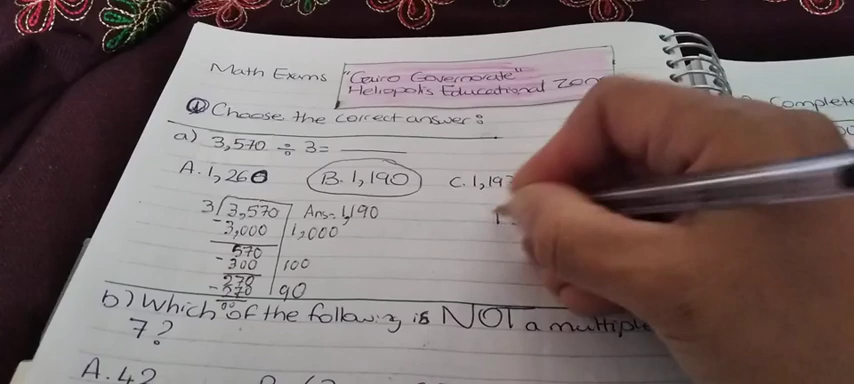 Math Exams "Cairo Governorate"
Heliopolis Educational
① Choose the correct answer:
a) 3,570 ÷ 3 = ____
A. 1,260 B. 1,190 C. 1,19
3/3,570 Ans= 1,190
-3,000 1,000
570
-300 100
270
-270 90
00
b) Which of the following is NOT a multiple
7?
A. 42
Complete